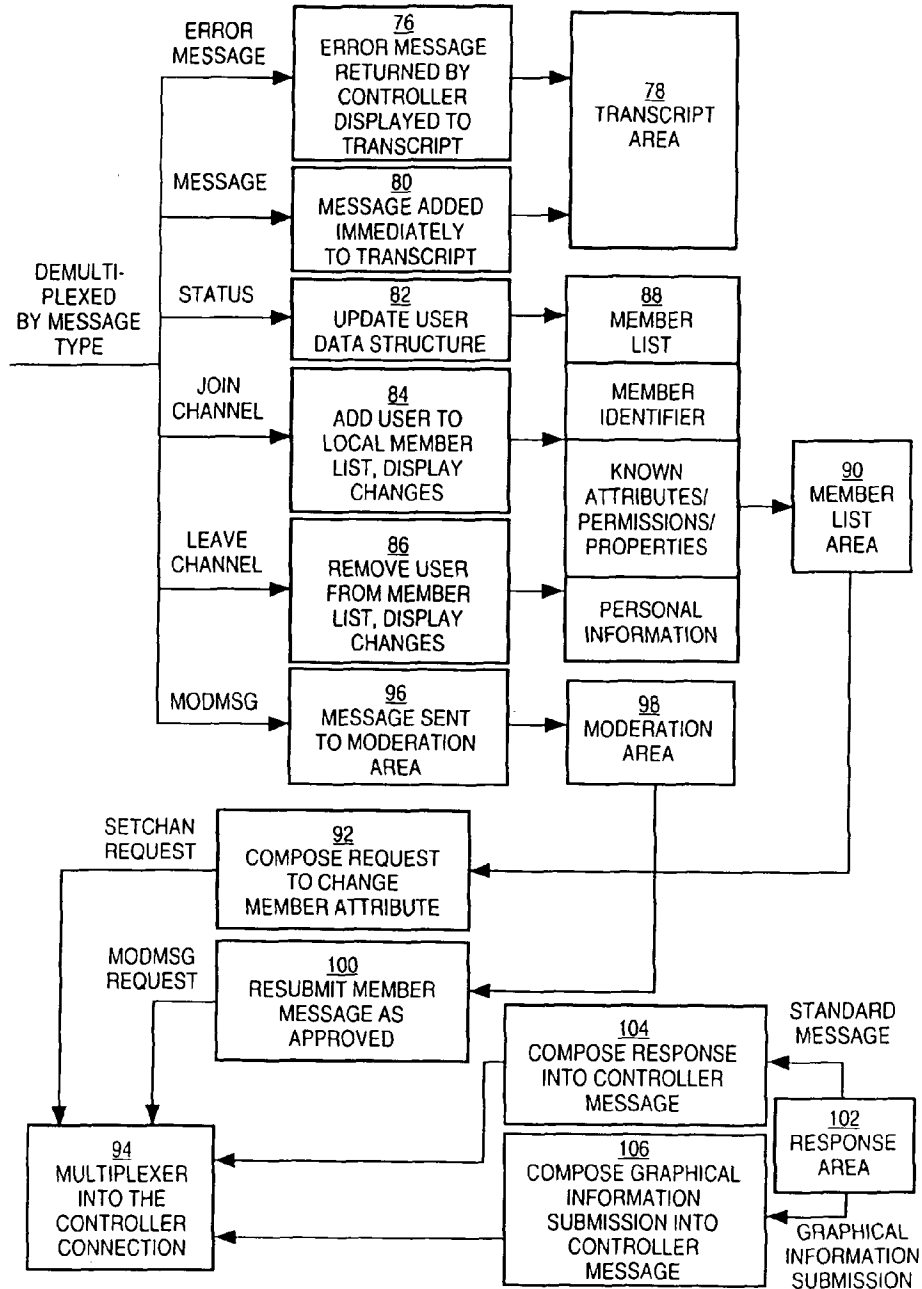 ERROR
MESSAGE
76
ERROR MESSAGE
RETURNED BY
CONTROLLER
DISPLAYED TO
TRANSCRIPT
78
TRANSCRIPT
AREA
MESSAGE
80
MESSAGE ADDED
IMMEDIATELY
TO TRANSCRIPT
DEMULTI-
PLEXED
BY MESSAGE
TYPE
STATUS
82
UPDATE USER
DATA STRUCTURE
88
MEMBER
LIST
MEMBER
IDENTIFIER
KNOWN
ATTRIBUTES/
PERMISSIONS/
PROPERTIES
PERSONAL
INFORMATION
JOIN
CHANNEL
84
ADD USER TO
LOCAL MEMBER
LIST, DISPLAY
CHANGES
90
MEMBER
LIST
AREA
LEAVE
CHANNEL
86
REMOVE USER
FROM MEMBER
LIST, DISPLAY
CHANGES
MODMSG
96
MESSAGE SENT
TO MODERATION
AREA
98
MODERATION
AREA
SETCHAN
REQUEST
92
COMPOSE REQUEST
TO CHANGE
MEMBER ATTRIBUTE
MODMSG
REQUEST
100
RESUBMIT MEMBER
MESSAGE AS
APPROVED
STANDARD
MESSAGE
104
COMPOSE RESPONSE
INTO CONTROLLER
MESSAGE
102
RESPONSE
AREA
94
MULTIPLEXER
INTO THE
CONTROLLER
CONNECTION
106
COMPOSE GRAPHICAL
INFORMATION
SUBMISSION INTO
CONTROLLER
MESSAGE
GRAPHICAL
INFORMATION
SUBMISSION